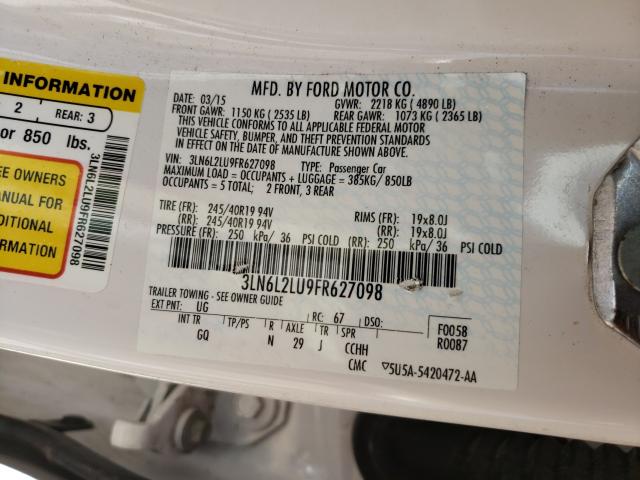 INFORMATION
2 REAR: 3
or 850 lbs.
EE OWNERS
ANUAL FOR
DDITIONAL
FORMATION
3LN6L2LU9FR627098
MFD. BY FORD MOTOR CO.
DATE: 03/15 GVWR: 2218 KG ( 4890 LB)
FRONT GAWR: 1150 KG ( 2535 LB) REAR GAWR: 1073 KG ( 2365 LB)
THIS VEHICLE CONFORMS TO ALL APPLICABLE FEDERAL MOTOR
VEHICLE SAFETY, BUMPER, AND THEFT PREVENTION STANDARDS
IN EFFECT ON THE DATE OF MANUFACTURE SHOWN ABOVE.
VIN: 3LN6L2LU9FR627098 TYPE: Passenger Car
MAXIMUM LOAD = OCCUPANTS + LUGGAGE = 385KG/ 850LB
OCCUPANTS = 5 TOTAL; 2 FRONT, 3 REAR
TIRE (FR): 245/40R19 94V RIMS (FR): 19x8.0J
(RR): 245/40R19 94V (RR): 19x8.0J
PRESSURE (FR): 250 kPa/ 36 PSI COLD (RR): 250 kPa/ 36 PSI COLD
3LN6L2LU9FR627098
TRAILER TOWING - SEE OWNER GUIDE
EXT PNT: UG RC: 67 DSO: F0058
INT TR TP/PS R AXLE TR SPR R0087
GQ N 29 J CCHH
CMC ▽5U5A-5420472-AA